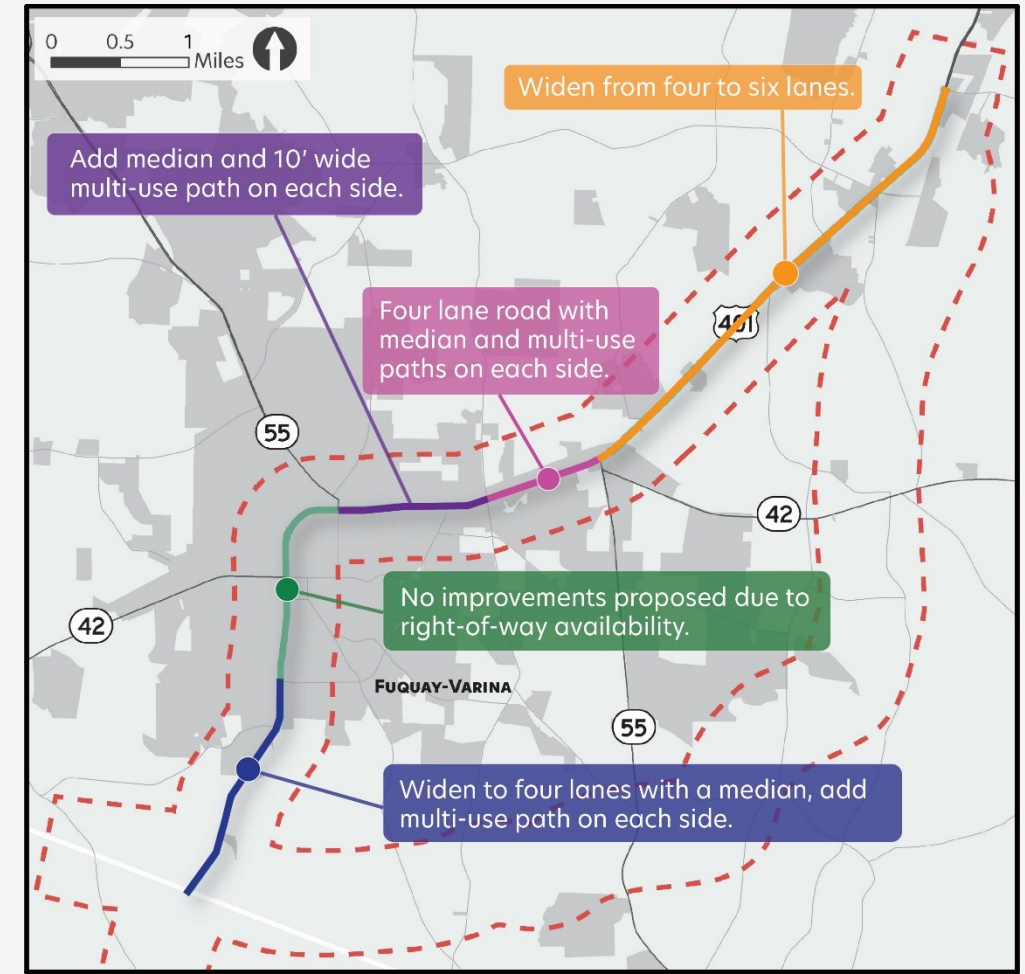 0 0.5 1
Miles
Widen from four to six lanes.
Add median and 10’ wide
multi-use path on each side.
Four lane road with
median and multi-use
paths on each side.
401
55
42
No improvements proposed due to
right-of-way availability.
42
FUQUAY-VARINA
55
Widen to four lanes with a median, add
multi-use path on each side.